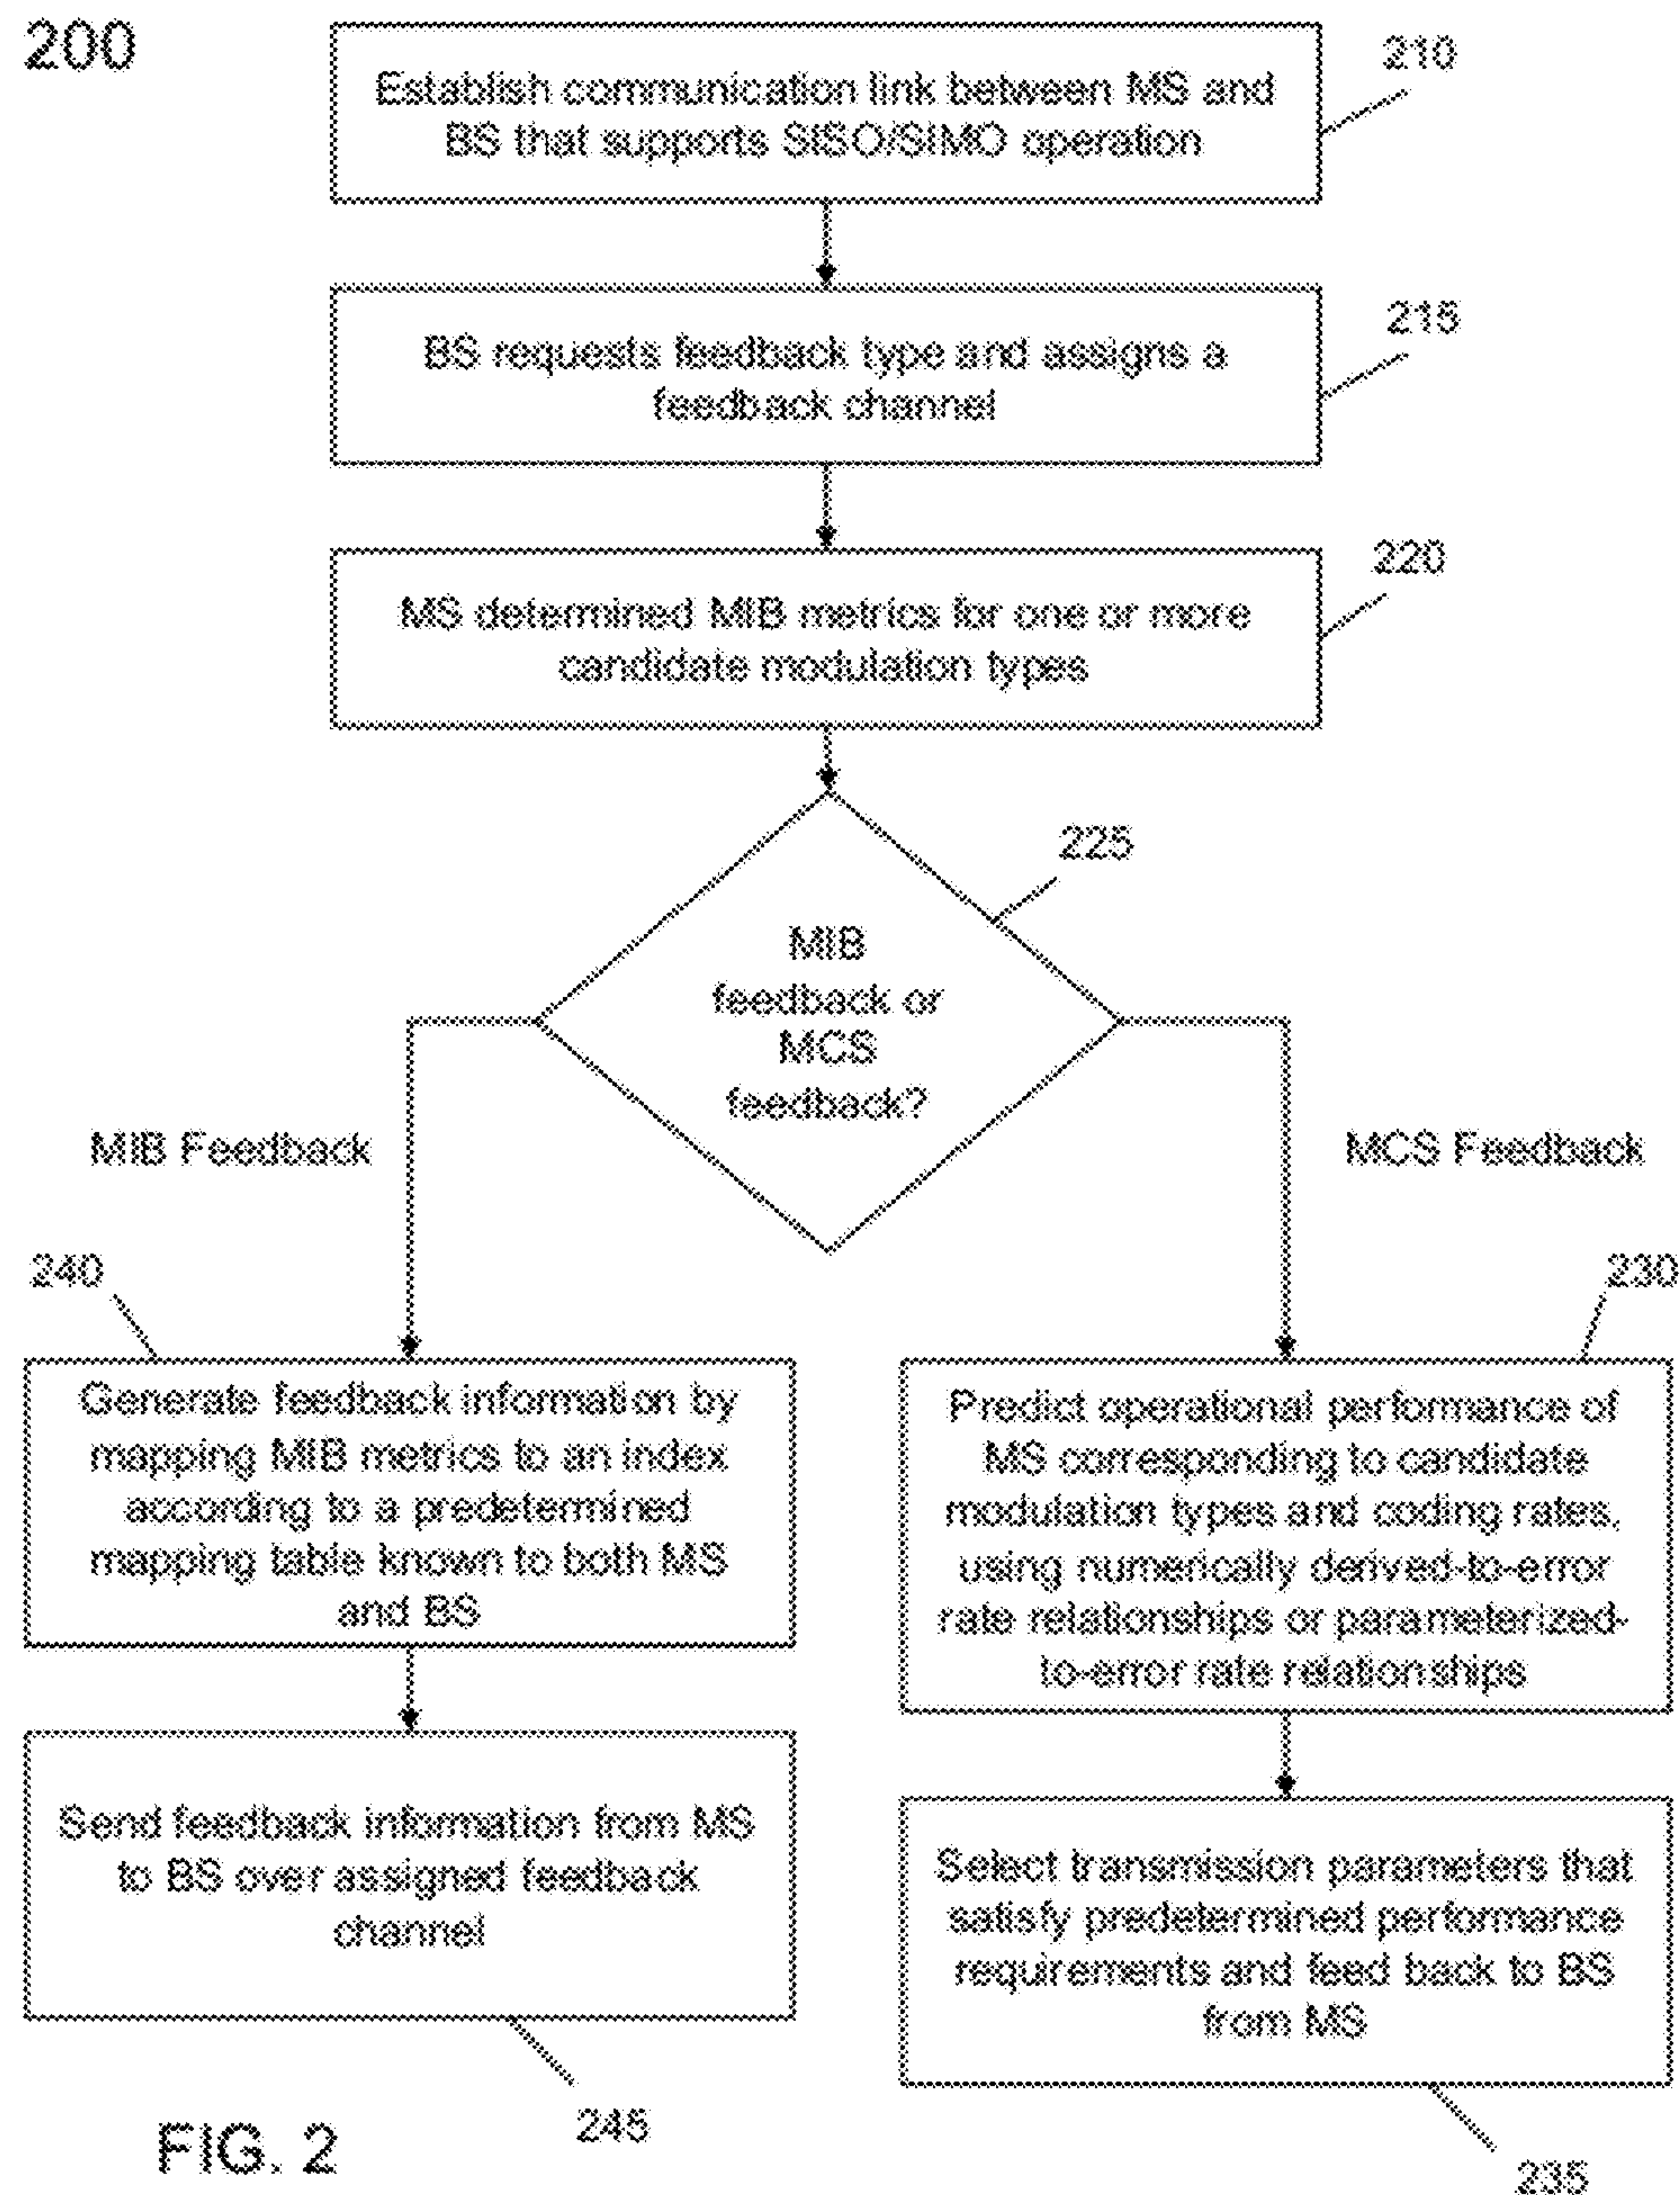 200
Establish communication link between MS and
BS that supports SISO/SIMO operation
210
BS requests feedback type and assigns a
feedback channel
215
MS determined MIB metrics for one or more
candidate modulation types
220
225
MIB
feedback or
MCS
feedback?
MIB Feedback
MCS Feedback
240
230
Generate feedback information by
mapping MIB metrics to an index
according to a predetermined
mapping table known to both MS
and BS
Predict operational performance of
MS corresponding to candidate
modulation types and coding rates,
using numerically derived-to-error
rate relationships or parameterized-
to-error rate relationships
Send feedback information from MS
to BS over assigned feedback
channel
Select transmission parameters that
satisfy predetermined performance
requirements and feed back to BS
from MS
245
235
FIG. 2